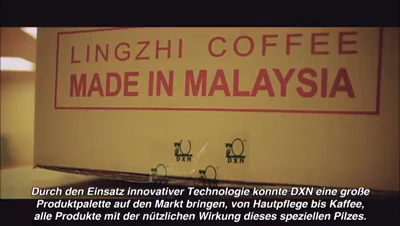 LINGZHI COFFEE
MADE IN MALAYSIA
DXN DXN
Durch den Einsatz innovativer Technologie konnte DXN eine große
Produktpalette auf den Markt bringen, von Hautpflege bis Kaffee,
alle Produkte mit der nützlichen Wirkung dieses speziellen Pilzes.